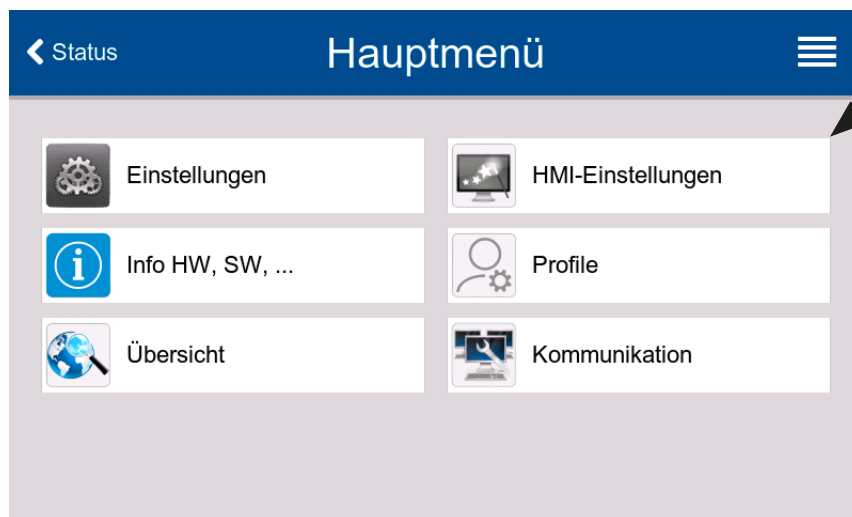 Status
Hauptmenü
Einstellungen
HMI-Einstellungen
Info HW, SW, ...
Profile
Übersicht
Kommunikation